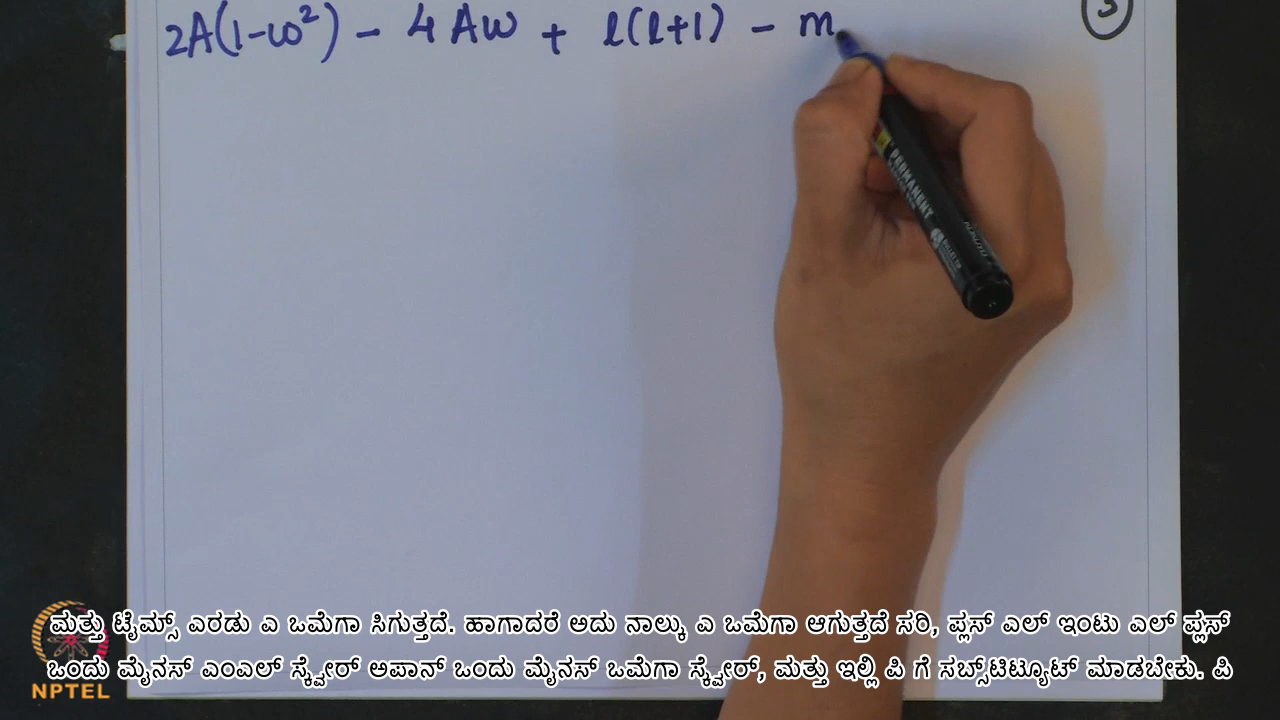 2A(1-ω²) - 4Aω + l(l+1) - m
3
PERMANENT
ಮತ್ತು ಟೈಮ್ಸ್ ಎರಡು ಎ ಒಮೆಗಾ ಸಿಗುತ್ತದೆ. ಹಾಗಾದರೆ ಅದು ನಾಲ್ಕು ಎ ಒಮೆಗಾ ಆಗುತ್ತದೆ ಸರಿ, ಪ್ಲಸ್ ಎಲ್ ಇಂಟು ಎಲ್ ಪ್ಲಸ್
ಒಂದು ಮೈನಸ್ ಎಂಎಲ್ ಸ್ಕ್ವೇರ್ ಅಪಾನ್ ಒಂದು ಮೈನಸ್ ಒಮೆಗಾ ಸ್ಕ್ವೇರ್, ಮತ್ತು ಇಲ್ಲಿ ಪಿ ಗೆ ಸಬ್ಸ್‌ಟಿಟ್ಯೂಟ್ ಮಾಡಬೇಕು. ಪಿ
NPTEL